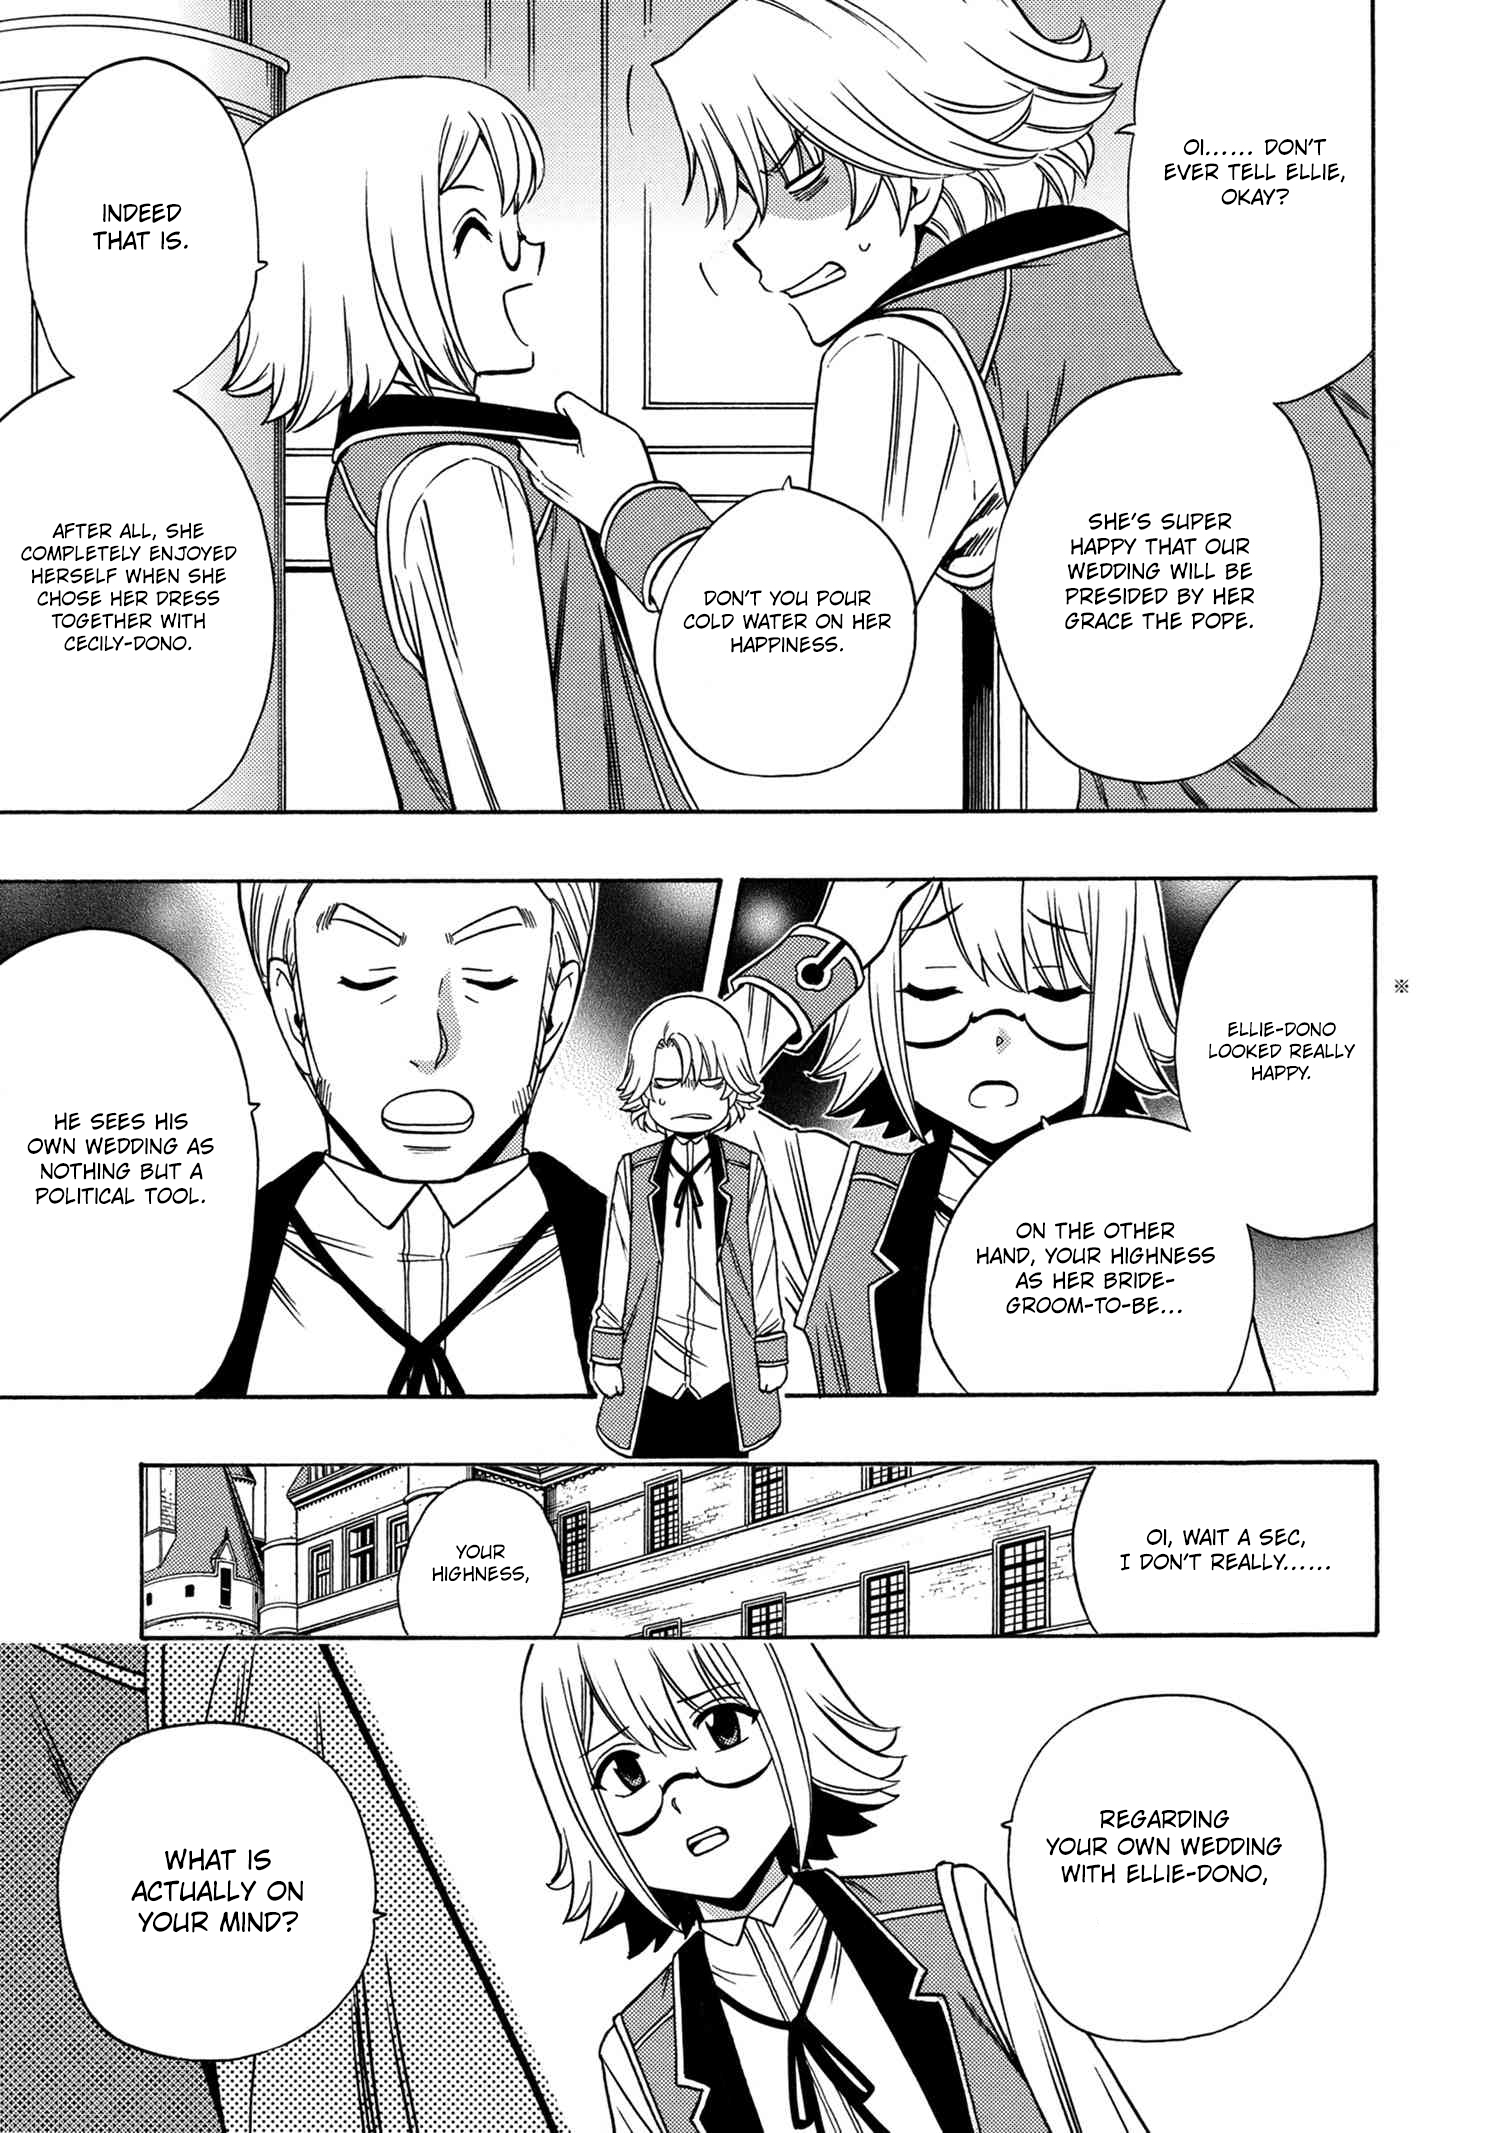 OI...... DON'T
EVER TELL ELLIE,
OKAY?
SHE'S SUPER
HAPPY THAT OUR
WEDDING WILL BE
PRESIDED BY HER
GRACE THE POPE.
DON'T YOU POUR
COLD WATER ON HER
HAPPINESS.
INDEED
THAT IS.
AFTER ALL, SHE
COMPLETELY ENJOYED
HERSELF WHEN SHE
CHOSE HER DRESS
TOGETHER WITH
CECILY-DONO.
※
ELLIE-DONO
LOOKED REALLY
HAPPY.
ON THE OTHER
HAND, YOUR HIGHNESS
AS HER BRIDE-
GROOM-TO-BE...
HE SEES HIS
OWN WEDDING AS
NOTHING BUT A
POLITICAL TOOL.
OI, WAIT A SEC,
I DON'T REALLY......
YOUR
HIGHNESS,
REGARDING
YOUR OWN WEDDING
WITH ELLIE-DONO,
WHAT IS
ACTUALLY ON
YOUR MIND?